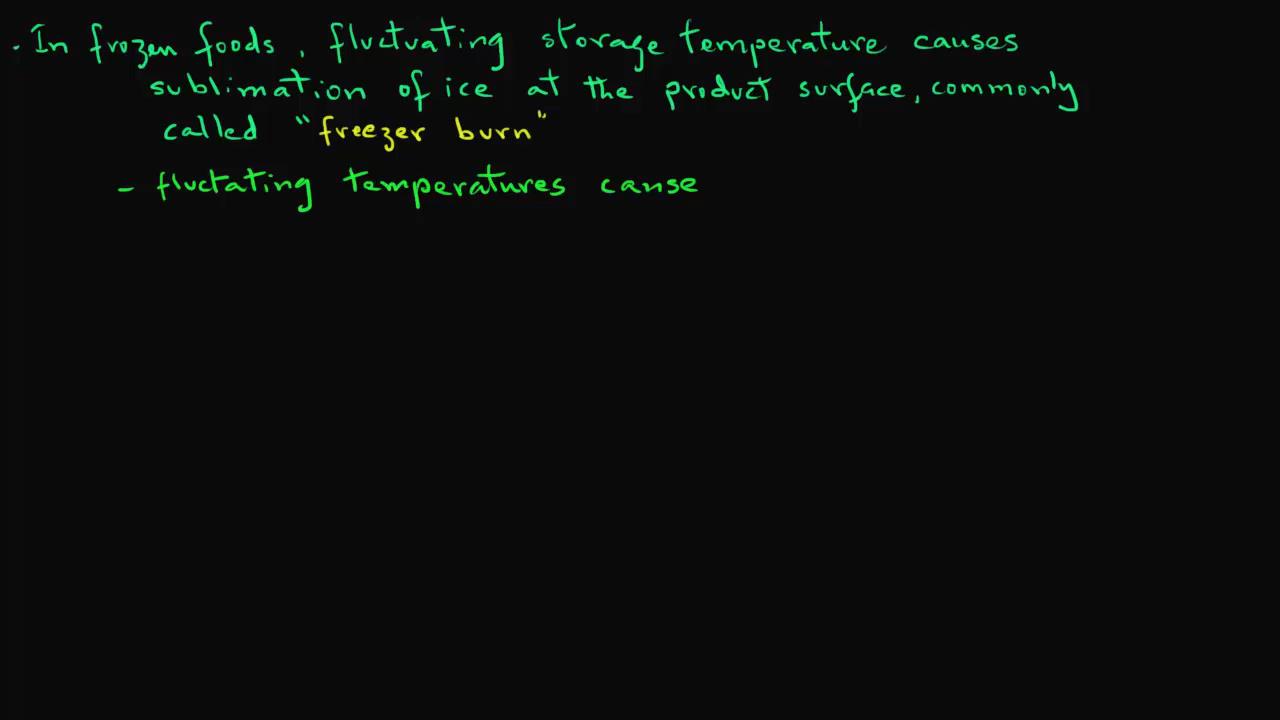 . In frozen foods, fluctuating storage temperature causes
sublimation of ice at the product surface, commonly
called "freezer burn"
- fluctating temperatures cause